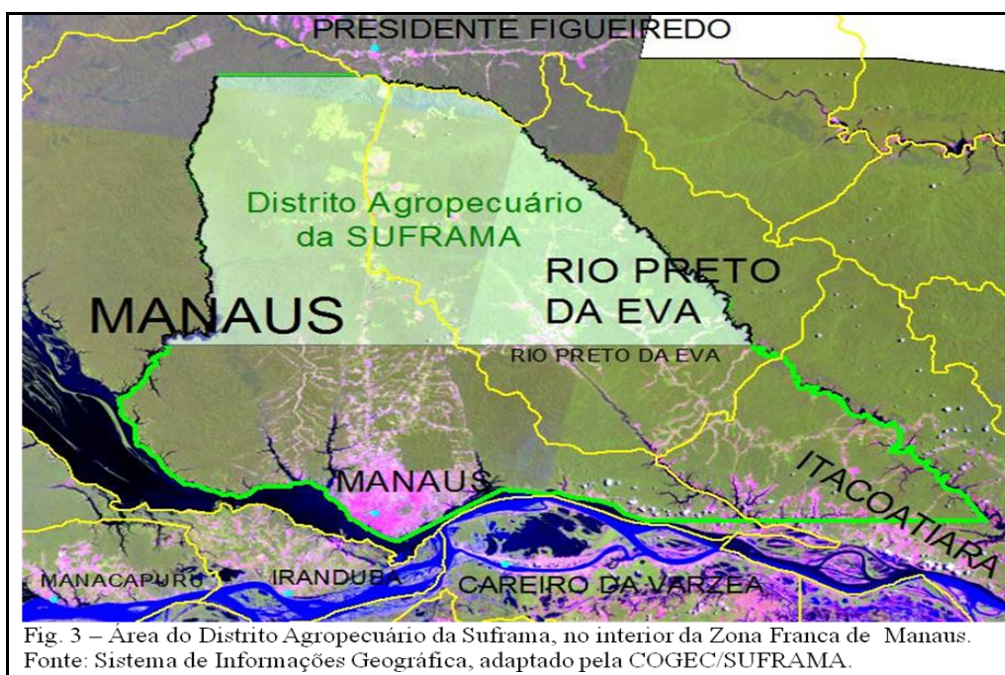 PRESIDENTE FIGUEIREDO
Distrito Agropecuário
da SUFRAMA
RIO PRETO
DA EVA
MANAUS
RIO PRETO DA EVA
MANAUS
ITACOATIARA
MANACAPURU
IRANDUBA
CAREIRO DA VARZEA
Fig. 3 – Área do Distrito Agropecuário da Suframa, no interior da Zona Franca de Manaus.
Fonte: Sistema de Informações Geográfica, adaptado pela COGEC/SUFRAMA.